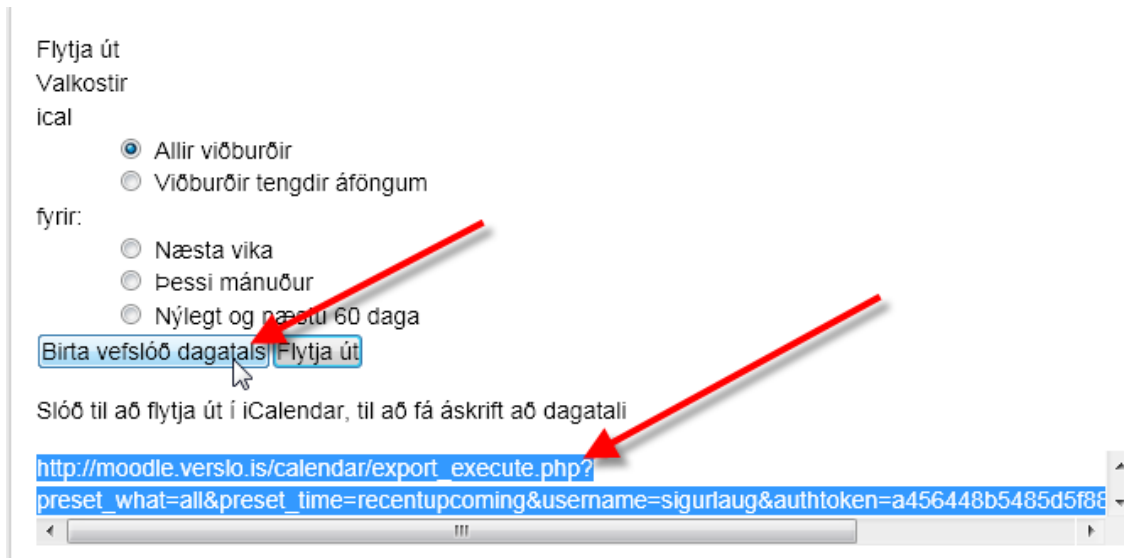 Flytja út
Valkostir
ical
Allir viðburðir
Viðburðir tengdir áföngum
fyrir:
Næsta vika
Þessi mánuður
Nýlegt og næstu 60 daga
Birta vefslóð dagatals Flytja út
Slóð til að flytja út í iCalendar, til að fá áskrift að dagatali
http://moodle.verslo.is/calendar/export_execute.php?
preset_what=all&preset_time=recentupcoming&username=sigurlaug&authtoken=a456448b5485d5f88